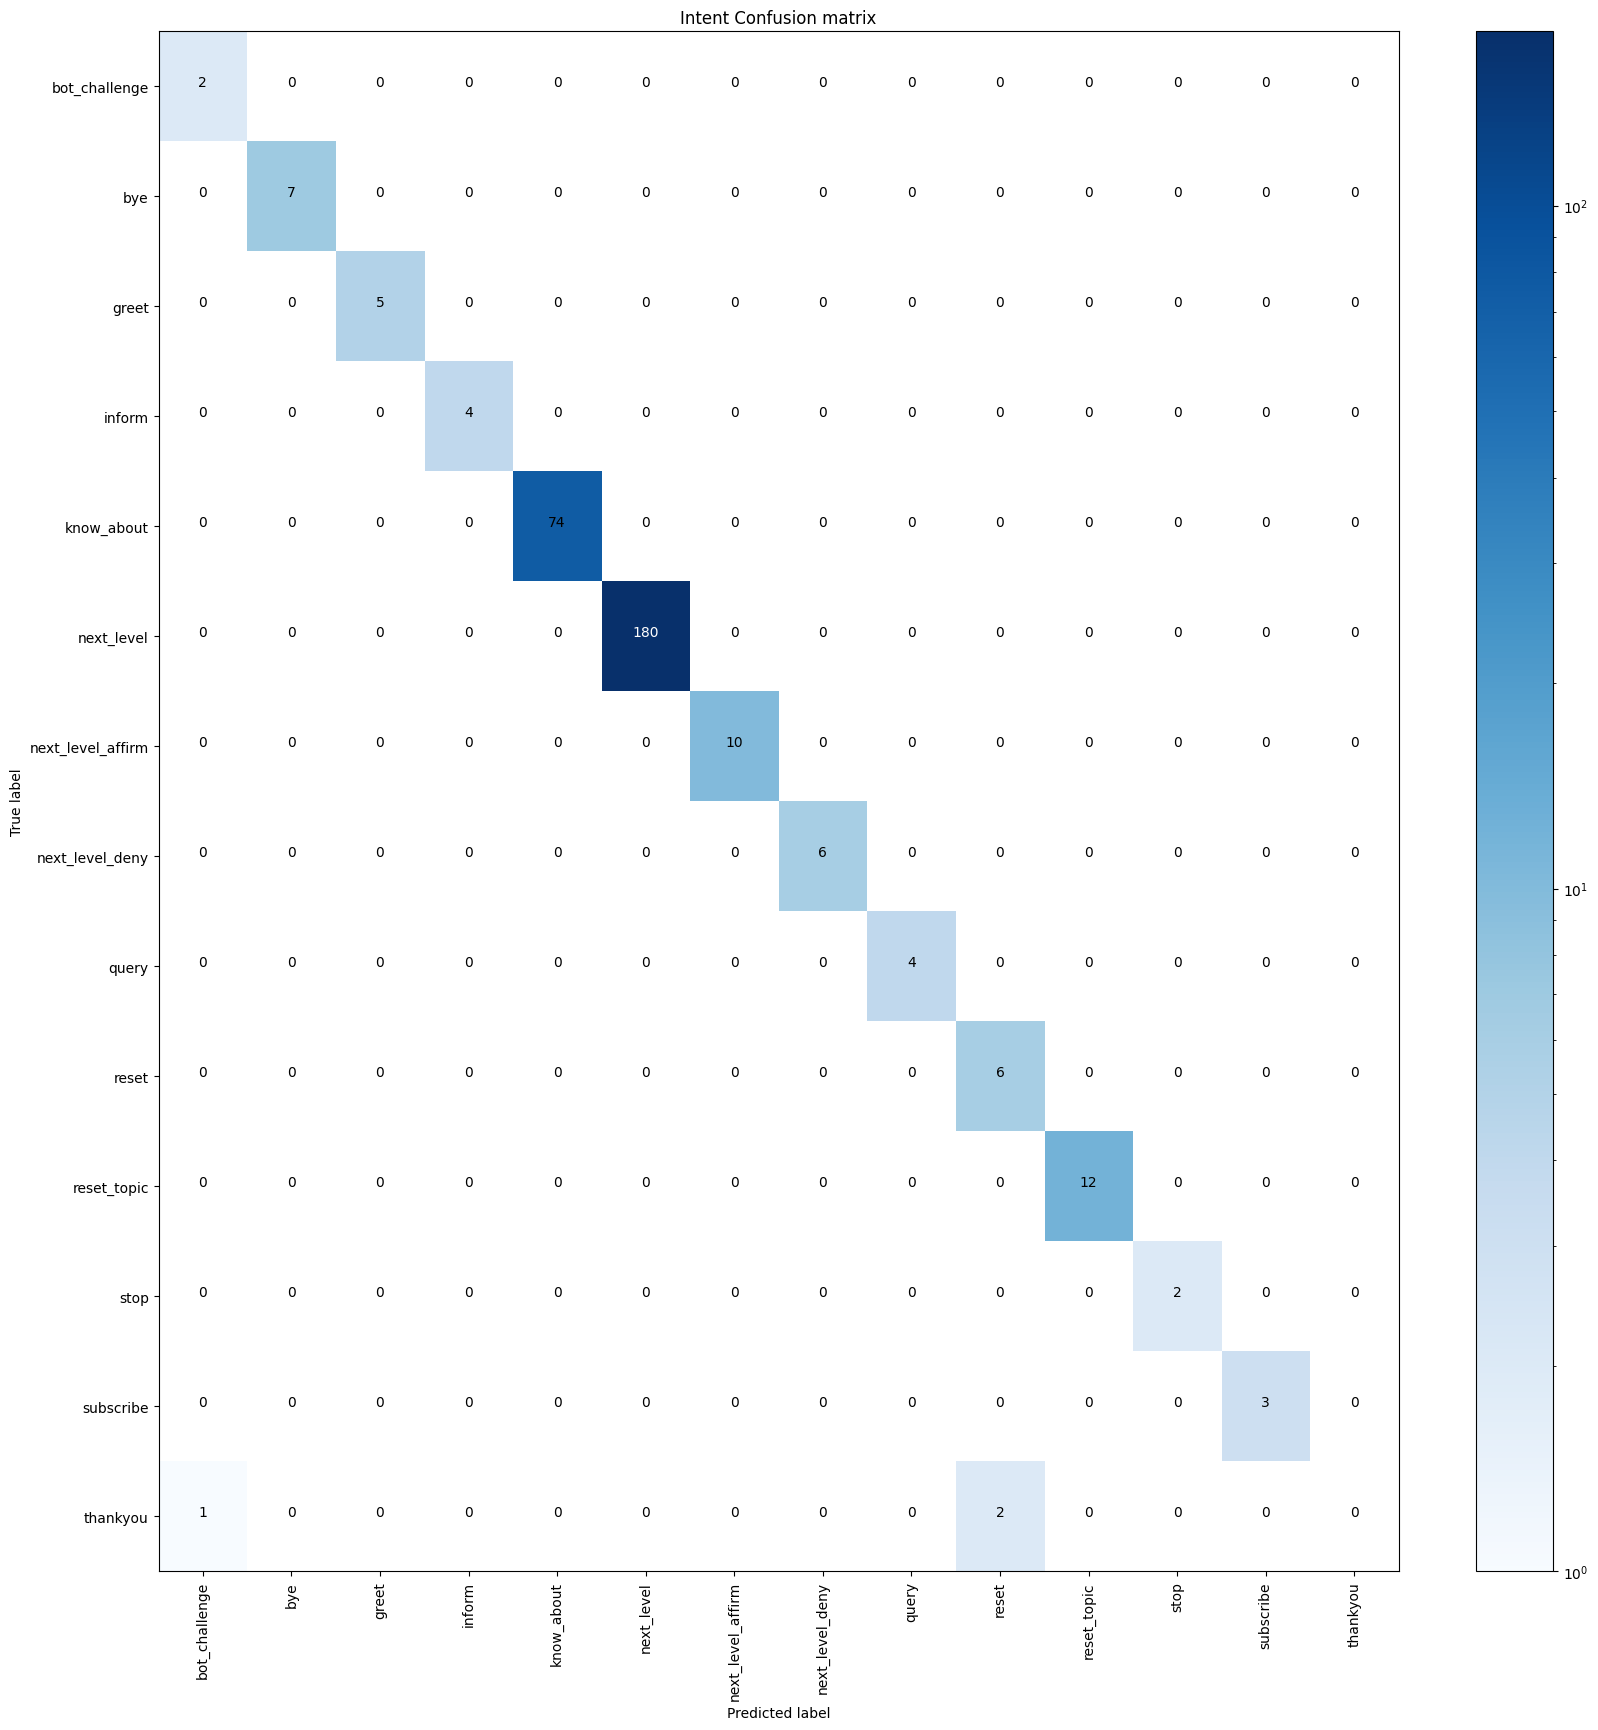 Intent Confusion matrix
bot_challenge 2 0 0 0 0 0 0 0 0 0 0 0 0 0
bye 0 7 0 0 0 0 0 0 0 0 0 0 0 0
greet 0 0 5 0 0 0 0 0 0 0 0 0 0 0
inform 0 0 0 4 0 0 0 0 0 0 0 0 0 0
know_about 0 0 0 0 74 0 0 0 0 0 0 0 0 0
next_level 0 0 0 0 0 180 0 0 0 0 0 0 0 0
next_level_affirm 0 0 0 0 0 0 10 0 0 0 0 0 0 0
next_level_deny 0 0 0 0 0 0 0 6 0 0 0 0 0 0
query 0 0 0 0 0 0 0 0 4 0 0 0 0 0
reset 0 0 0 0 0 0 0 0 0 6 0 0 0 0
reset_topic 0 0 0 0 0 0 0 0 0 0 12 0 0 0
stop 0 0 0 0 0 0 0 0 0 0 0 2 0 0
subscribe 0 0 0 0 0 0 0 0 0 0 0 0 3 0
thankyou 1 0 0 0 0 0 0 0 0 2 0 0 0 0
True label
bot_challenge
bye
greet
inform
know_about
next_level
next_level_affirm
next_level_deny
query
reset
reset_topic
stop
subscribe
thankyou
Predicted label
10²
10¹
10⁰